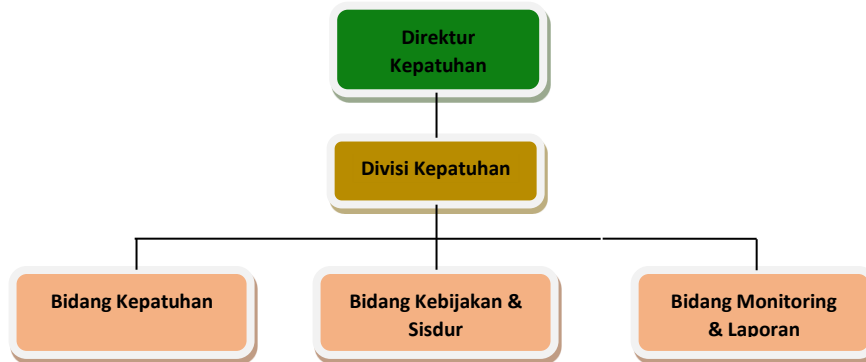 Direktur
Kepatuhan
Divisi Kepatuhan
Bidang Kepatuhan
Bidang Kebijakan &
Sisdur
Bidang Monitoring
& Laporan